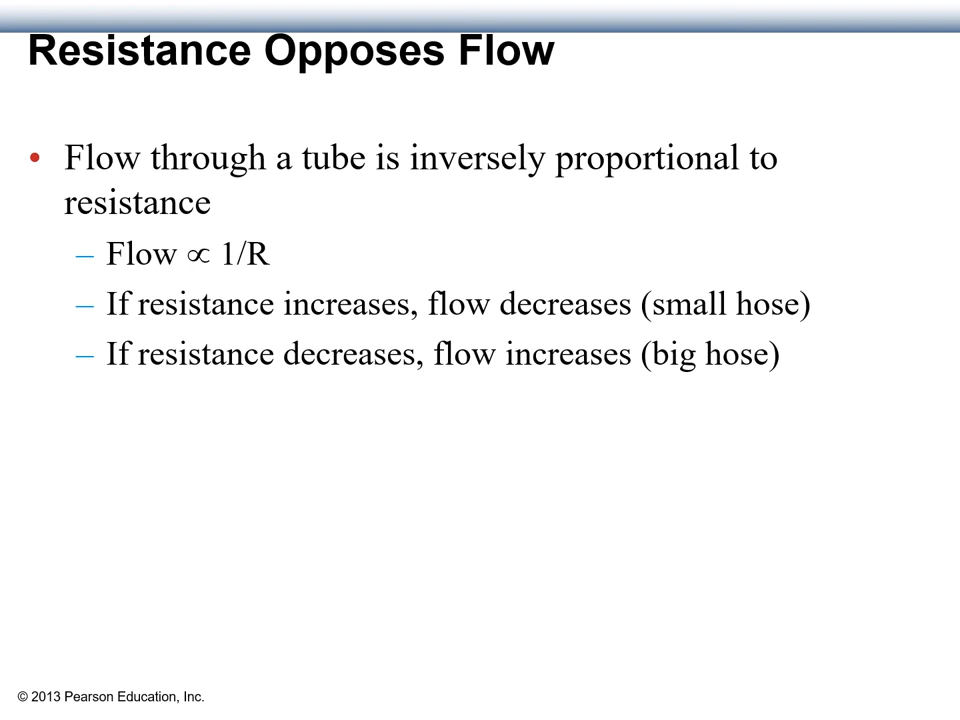 Resistance Opposes Flow
• Flow through a tube is inversely proportional to
resistance
– Flow ∝ 1/R
– If resistance increases, flow decreases (small hose)
– If resistance decreases, flow increases (big hose)
© 2013 Pearson Education, Inc.